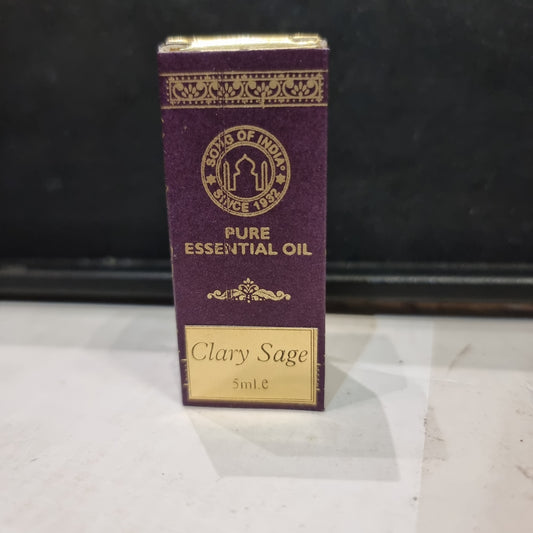 SONG OF INDIA®
SINCE 1932
PURE
ESSENTIAL OIL
Clary Sage
5ml.e